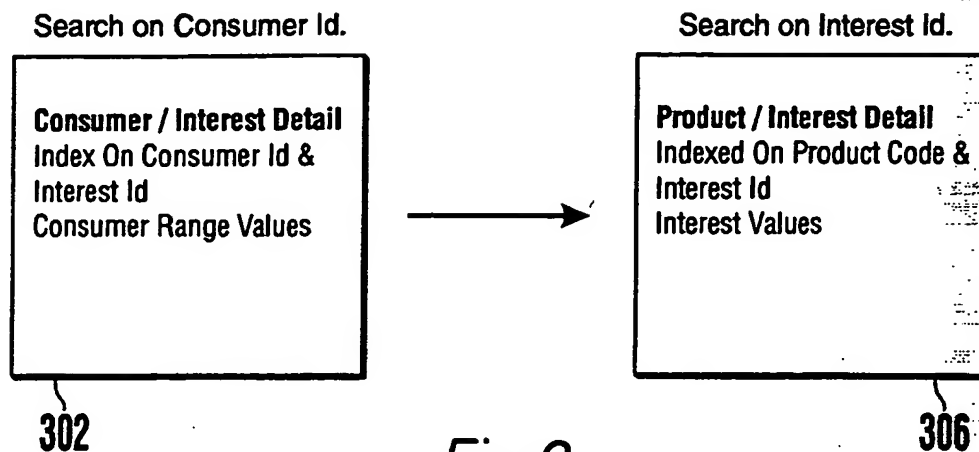 Search on Consumer Id.
Consumer / Interest Detail
Index On Consumer Id &
Interest Id
Consumer Range Values
302
Search on Interest Id.
Product / Interest Detail
Indexed On Product Code &
Interest Id
Interest Values
306